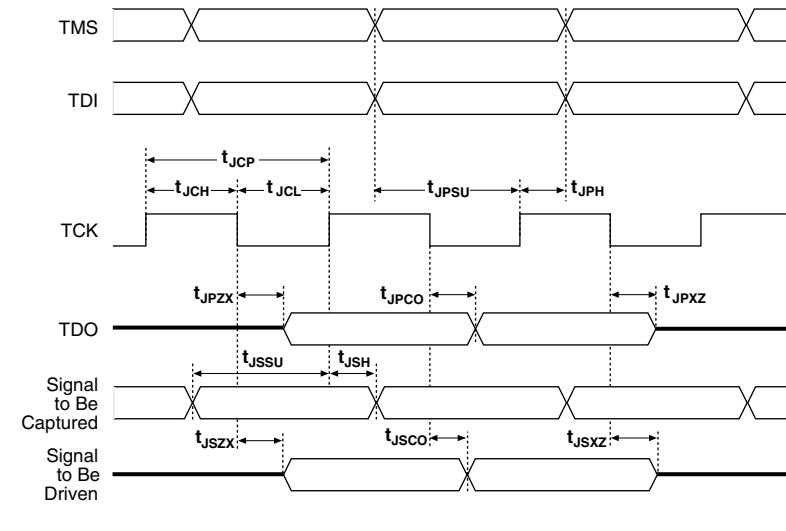 TMS
TDI
tJCP
tJCH
tJCL
tJPSU
tJPH
TCK
tJPZX
tJPCO
tJPXZ
TDO
tJSSU
tJSH
Signal
to Be
Captured
tJSZX
tJSCO
tJSXZ
Signal
to Be
Driven